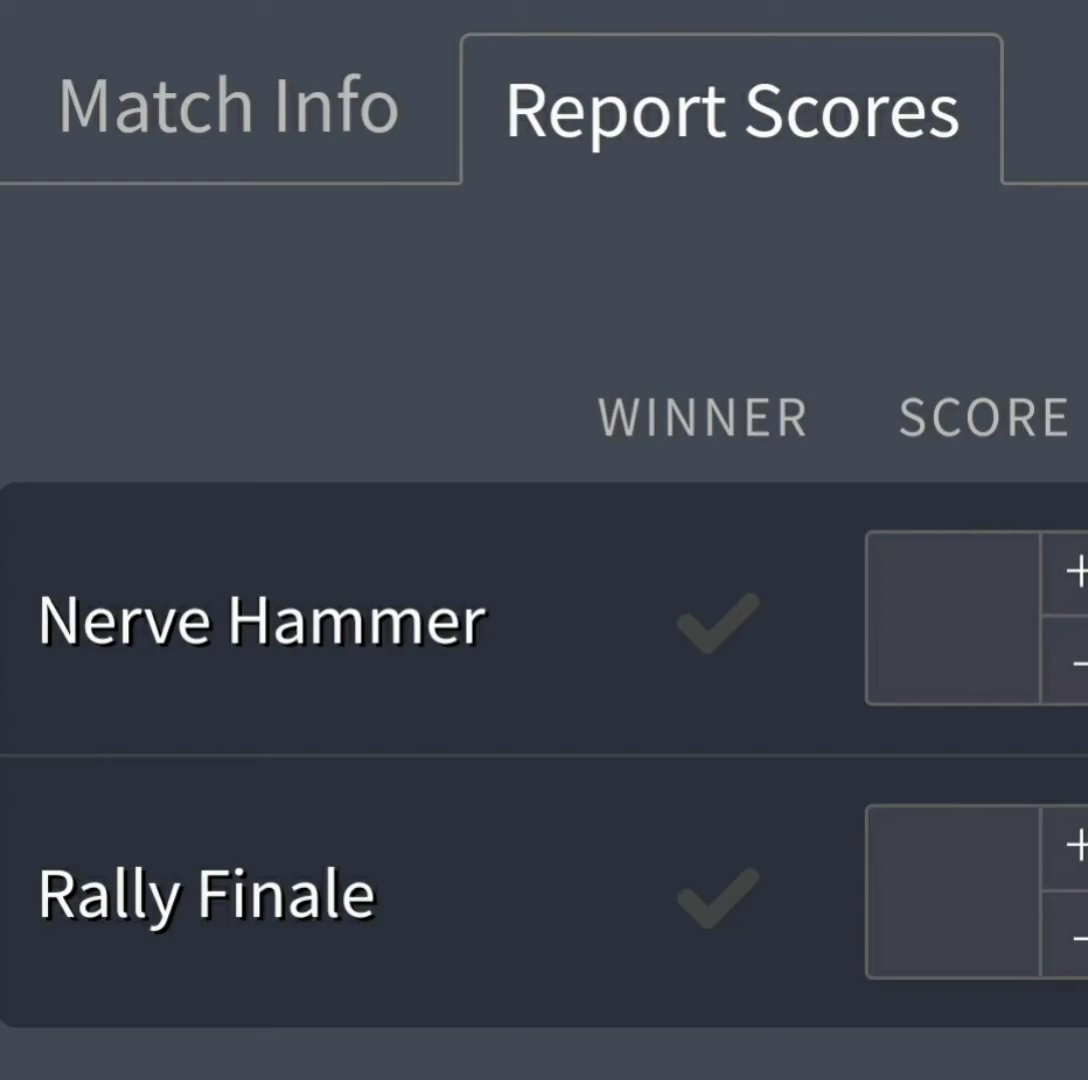 Match Info Report Scores
WINNER SCORE
Nerve Hammer
+
-
Rally Finale
+
-